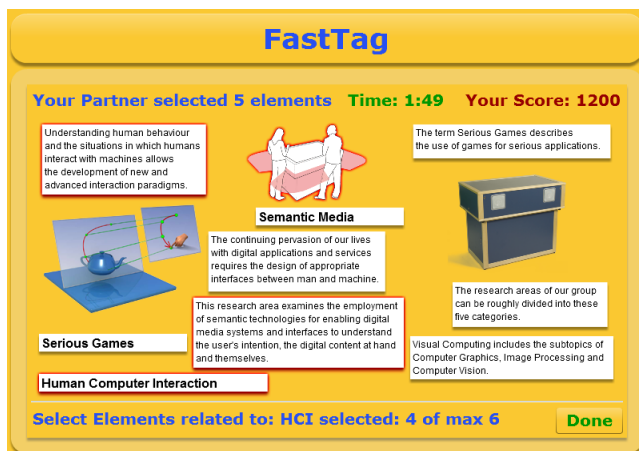 FastTag
Your Partner selected 5 elements Time: 1:49 Your Score: 1200
Understanding human behaviour
and the situations in which humans
interact with machines allows
the development of new and
advanced interaction paradigms.
The term Serious Games describes
the use of games for serious applications.
Semantic Media
The continuing pervasion of our lives
with digital applications and services
requires the design of appropriate
interfaces between man and machine.
The research areas of our group
can be roughly divided into these
five categories.
This research area examines the employment
of semantic technologies for enabling digital
media systems and interfaces to understand
the user's intention, the digital content at hand
and themselves.
Serious Games
Visual Computing includes the subtopics of
Computer Graphics, Image Processing and
Computer Vision.
Human Computer Interaction
Select Elements related to: HCI selected: 4 of max 6
Done